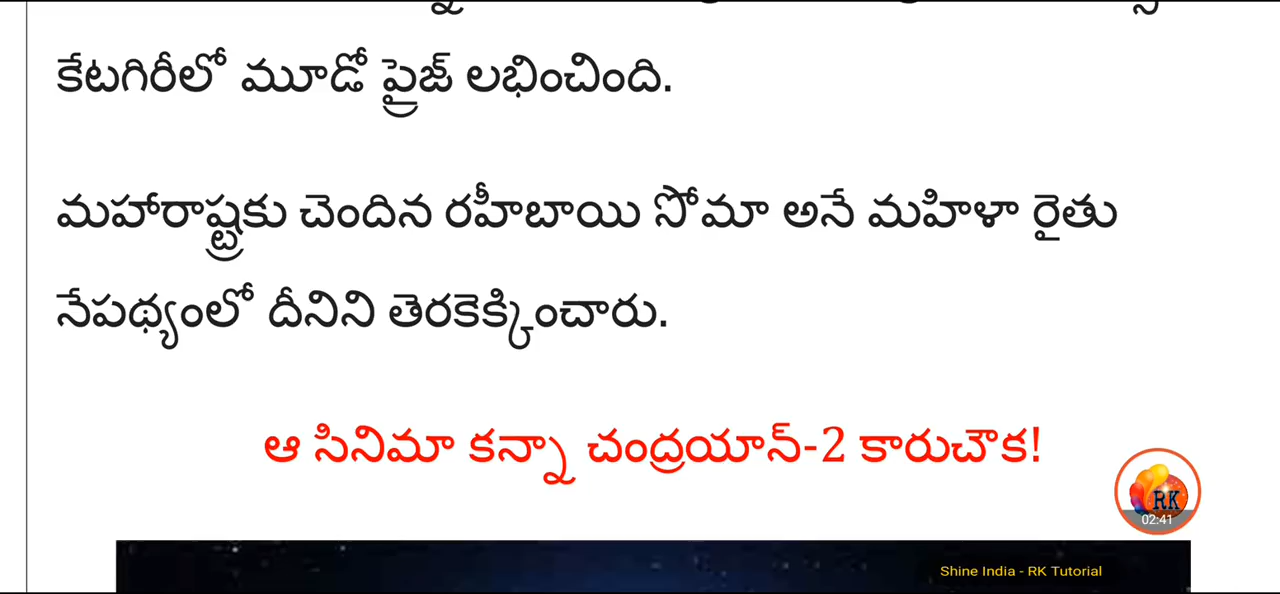 కేటగిరీలో మూడో ప్రైజ్ లభించింది.
మహారాష్ట్రకు చెందిన రహీబాయి సోమా అనే మహిళా రైతు
నేపథ్యంలో దీనిని తెరకెక్కించారు.
ఆ సినిమా కన్నా చంద్రయాన్-2 కారుచౌక!
RK
02:41
Shine India - RK Tutorial